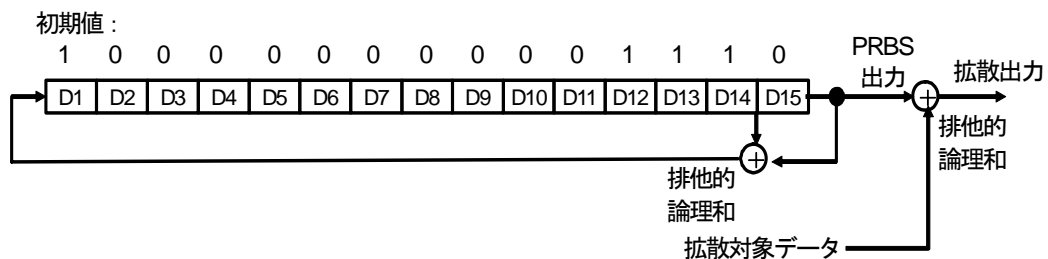 初期値：
1 0 0 0 0 0 0 0 0 0 0 1 1 1 0
D1 D2 D3 D4 D5 D6 D7 D8 D9 D10 D11 D12 D13 D14 D15
PRBS
出力
拡散出力
排他的
論理和
排他的
論理和
拡散対象データ